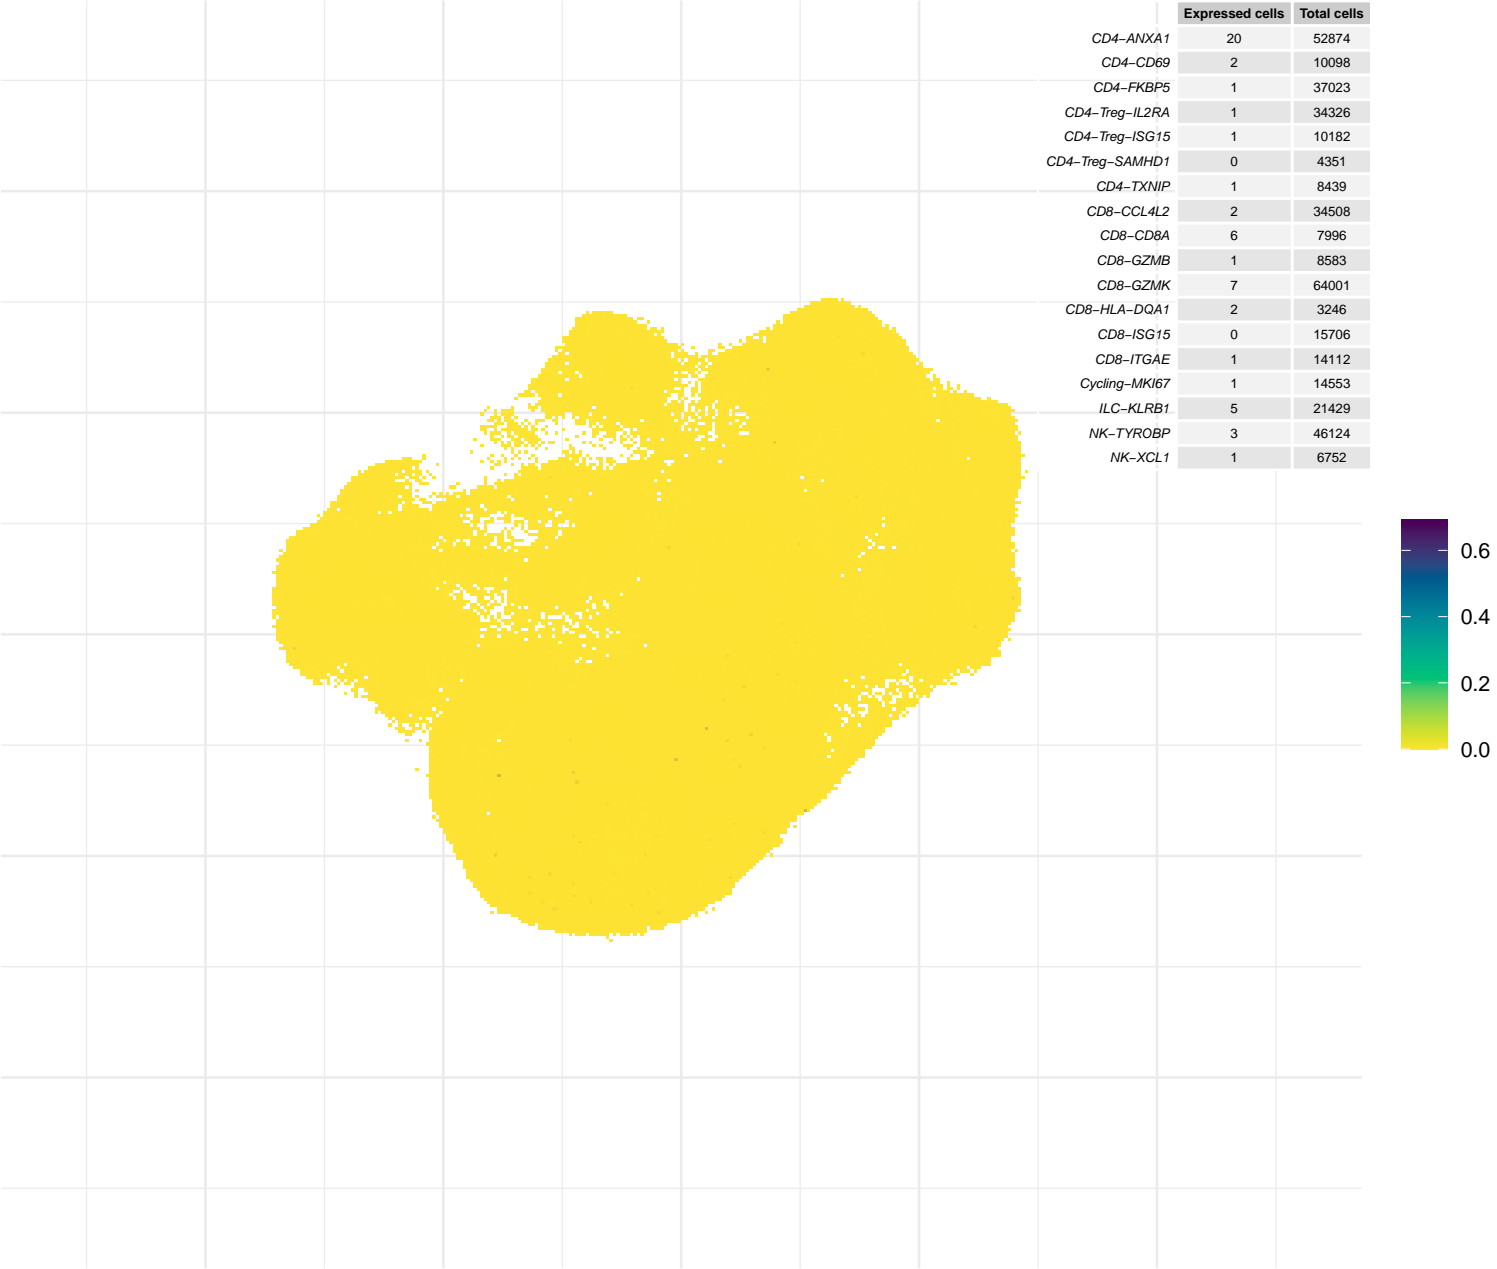 Expressed cells Total cells
CD4−ANXA1 20 52874
CD4−CD69 2 10098
CD4−FKBP5 1 37023
CD4−Treg−IL2RA 1 34326
CD4−Treg−ISG15 1 10182
CD4−Treg−SAMHD1 0 4351
CD4−TXNIP 1 8439
CD8−CCL4L2 2 34508
CD8−CD8A 6 7996
CD8−GZMB 1 8583
CD8−GZMK 7 64001
CD8−HLA−DQA1 2 3246
CD8−ISG15 0 15706
CD8−ITGAE 1 14112
Cycling−MKI67 1 14553
ILC−KLRB1 5 21429
NK−TYROBP 3 46124
NK−XCL1 1 6752
0.6
0.4
0.2
0.0